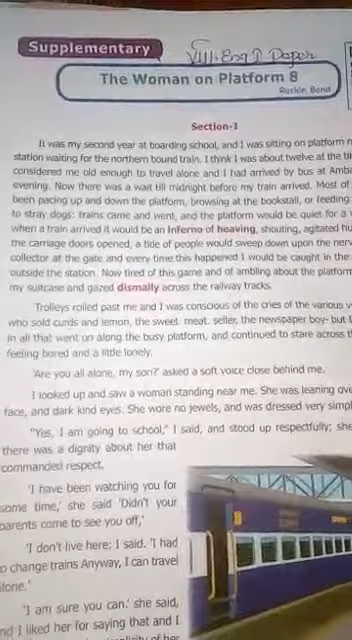 Supplementary
VIII-Eng I Paper
The Woman on Platform 8
Ruskin Bond
Section-1
It was my second year at boarding school, and I was sitting on platform n
station waiting for the northern bound train. I think I was about twelve at the ti
considered me old enough to travel alone and I had arrived by bus at Amba
evening. Now there was a wait till midnight before my train arrived. Most of
been pacing up and down the platform, browsing at the bookstall, or feeding
to stray dogs: trains came and went, and the platform would be quiet for a
when a train arrived it would be an Inferno of heaving, shouting, agitated hu
the carriage doors opened, a tide of people would sweep down upon the nerv
collector at the gate and every time this happened I would be caught in the
outside the station. Now tired of this game and of ambling about the platform
my suitcase and gazed dismally across the railway tracks.
Trolleys rolled past me and I was conscious of the cries of the various v
who sold curds and lemon, the sweet. meat. seller, the newspaper boy- but I
in all that went on along the busy platform, and continued to stare across t
feeling bored and a little lonely.
'Are you all alone, my son?' asked a soft voice close behind me.
I looked up and saw a woman standing near me. She was leaning ove
face, and dark kind eyes. She wore no jewels, and was dressed very simpl
"Yes, I am going to school," I said, and stood up respectfully; she
there was a dignity about her that
commanded respect.
'I have been watching you for
some time,' she said 'Didn't your
parents come to see you off,'
'I don't live here; I said. 'I had
o change trains Anyway, I can travel
lone.'
'I am sure you can.' she said,
nd I liked her for saying that and I
of her